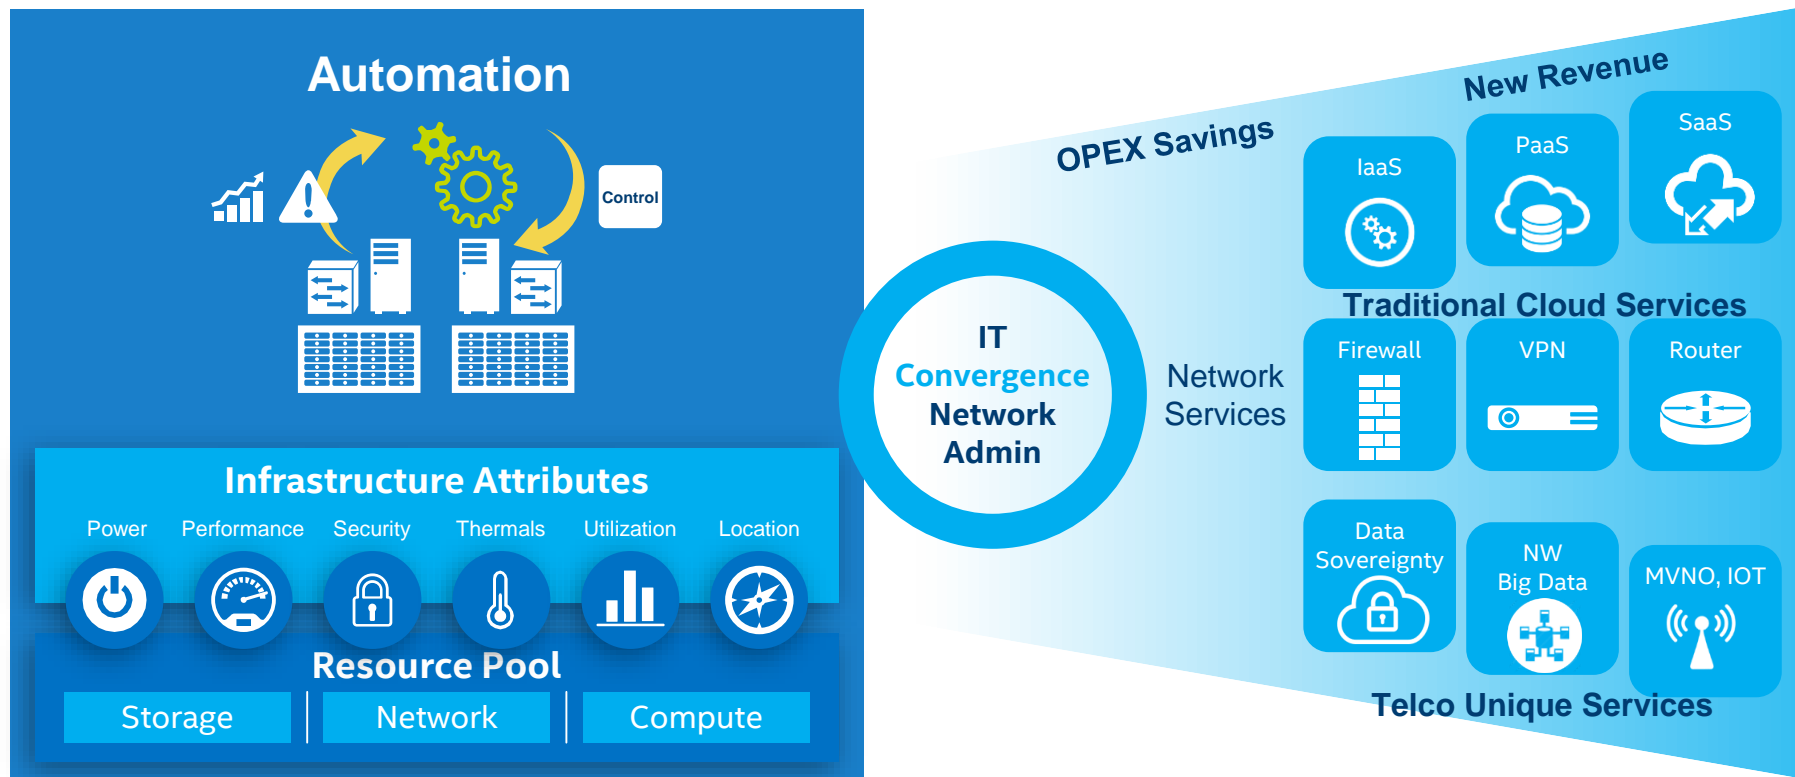 Automation
Control
Infrastructure Attributes
Power
Performance
Security
Thermals
Utilization
Location
Resource Pool
Storage
Network
Compute
IT
Convergence
Network
Admin
OPEX Savings
New Revenue
IaaS
PaaS
SaaS
Traditional Cloud Services
Network
Services
Firewall
VPN
Router
Data
Sovereignty
NW
Big Data
MVNO, IOT
Telco Unique Services